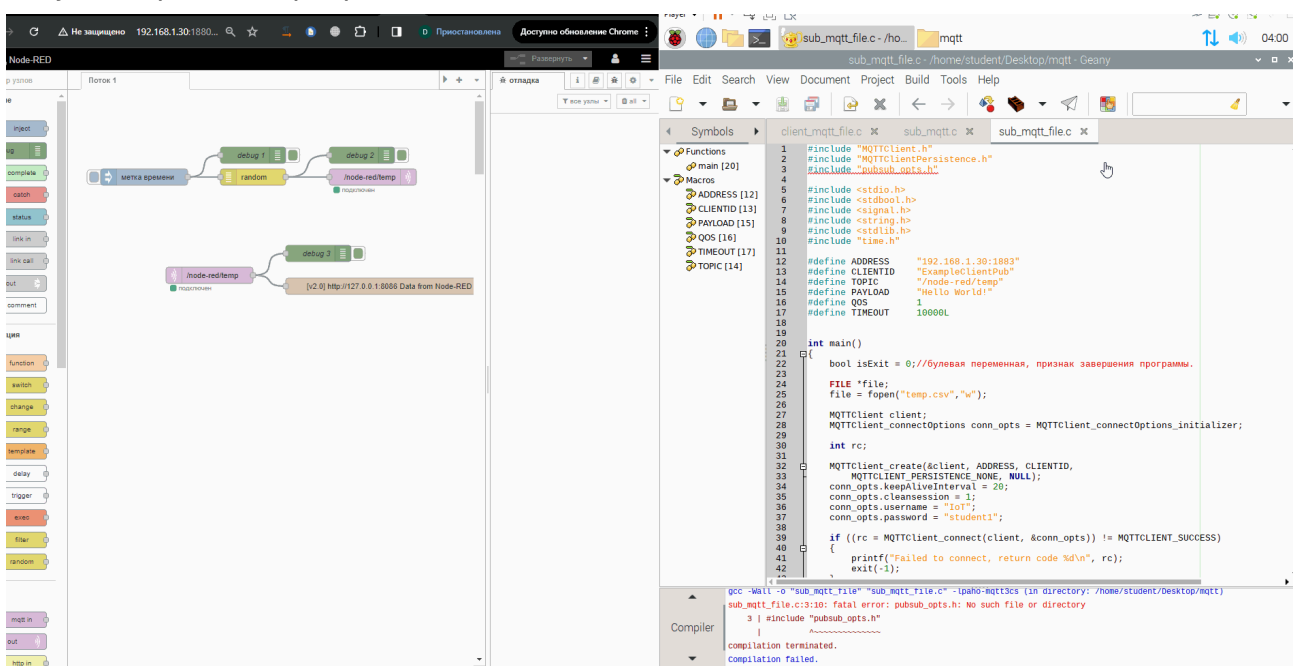 Не защищено 192.168.1.30:1880...
Приостановлена
Доступно обновление Chrome
Node-RED
Развернуть
р узлов
Поток 1
отладка
все узлы
all
inject
complete
catch
status
link in
link call
out
comment
ция
function
switch
change
range
template
delay
trigger
exec
filter
random
mqtt in
out
http in
метка времени
debug 1
random
debug 2
/node-red/temp
подключен
/node-red/temp
подключен
debug 3
[v2.0] http://127.0.0.1:8086 Data from Node-RED
Player
sub_mqtt_file.c - /ho...
mqtt
04:00
sub_mqtt_file.c - /home/student/Desktop/mqtt - Geany
File Edit Search View Document Project Build Tools Help
Symbols
client_mqtt_file.c
sub_mqtt.c
sub_mqtt_file.c
Functions
main [20]
Macros
ADDRESS [12]
CLIENTID [13]
PAYLOAD [15]
QOS [16]
TIMEOUT [17]
TOPIC [14]
1 #include "MQTTClient.h"
2 #include "MQTTClientPersistence.h"
3 #include "pubsub_opts.h"
4
5 #include <stdio.h>
6 #include <stdbool.h>
7 #include <signal.h>
8 #include <string.h>
9 #include <stdlib.h>
10 #include "time.h"
11
12 #define ADDRESS "192.168.1.30:1883"
13 #define CLIENTID "ExampleClientPub"
14 #define TOPIC "/node-red/temp"
15 #define PAYLOAD "Hello World!"
16 #define QOS 1
17 #define TIMEOUT 10000L
18
19
20 int main()
21 {
22 bool isExit = 0;//булевая переменная, признак завершения программы.
23
24 FILE *file;
25 file = fopen("temp.csv","w");
26
27 MQTTClient client;
28 MQTTClient_connectOptions conn_opts = MQTTClient_connectOptions_initializer;
29
30 int rc;
31
32 MQTTClient_create(&client, ADDRESS, CLIENTID,
33 MQTTCLIENT_PERSISTENCE_NONE, NULL);
34 conn_opts.keepAliveInterval = 20;
35 conn_opts.cleansession = 1;
36 conn_opts.username = "IoT";
37 conn_opts.password = "student1";
38
39 if ((rc = MQTTClient_connect(client, &conn_opts)) != MQTTCLIENT_SUCCESS)
40 {
41 printf("Failed to connect, return code %d\n", rc);
42 exit(-1);
Compiler
gcc -Wall -o "sub_mqtt_file" "sub_mqtt_file.c" -lpaho-mqtt3cs (in directory: /home/student/Desktop/mqtt)
sub_mqtt_file.c:3:10: fatal error: pubsub_opts.h: No such file or directory
3 | #include "pubsub_opts.h"
| ^~~~~~~~~~~~~~~
compilation terminated.
Compilation failed.